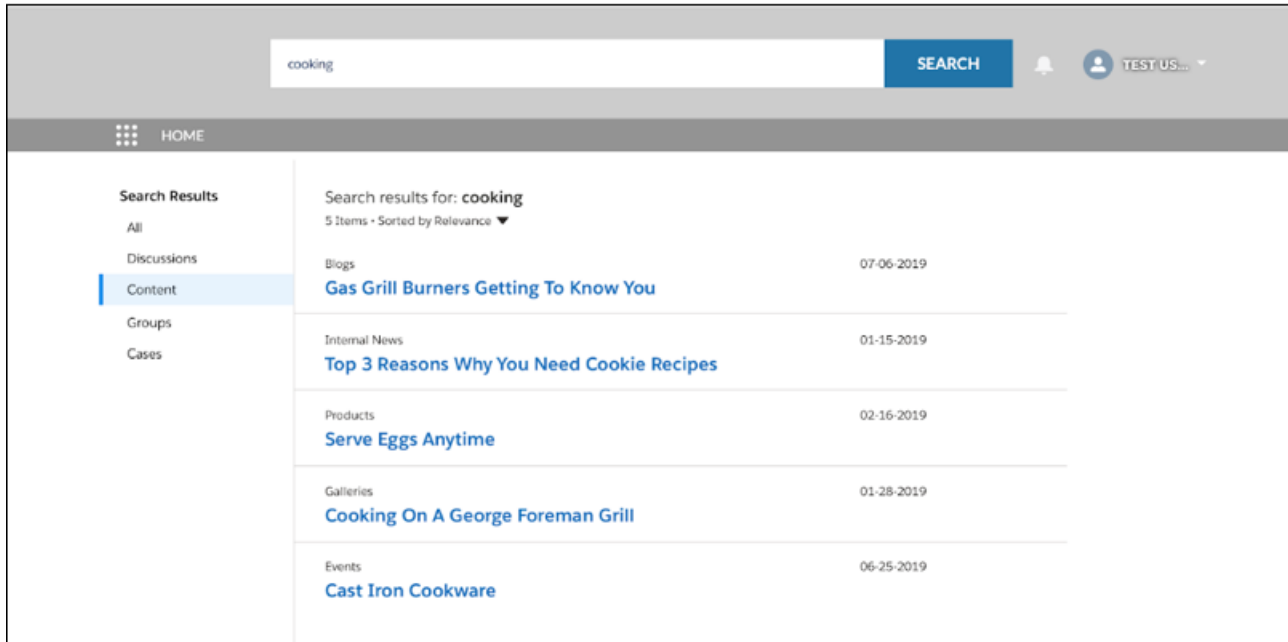 cooking
SEARCH
TEST US...
HOME
Search Results
All
Discussions
Content
Groups
Cases
Search results for: cooking
5 Items • Sorted by Relevance
Blogs 07-06-2019
Gas Grill Burners Getting To Know You
Internal News 01-15-2019
Top 3 Reasons Why You Need Cookie Recipes
Products 02-16-2019
Serve Eggs Anytime
Galleries 01-28-2019
Cooking On A George Foreman Grill
Events 06-25-2019
Cast Iron Cookware